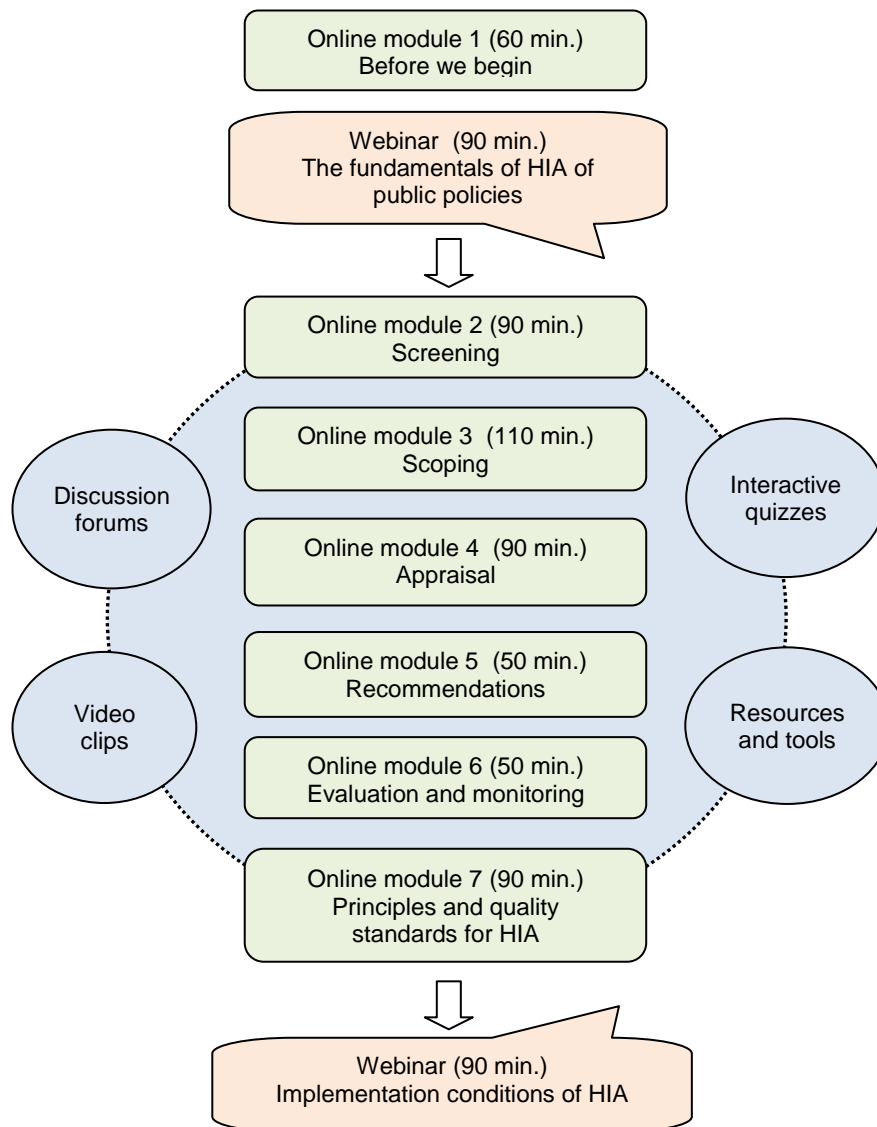 Online module 1 (60 min.)
Before we begin
Webinar (90 min.)
The fundamentals of HIA of
public policies
Online module 2 (90 min.)
Screening
Online module 3 (110 min.)
Scoping
Discussion
forums
Interactive
quizzes
Online module 4 (90 min.)
Appraisal
Online module 5 (50 min.)
Recommendations
Video
clips
Resources
and tools
Online module 6 (50 min.)
Evaluation and monitoring
Online module 7 (90 min.)
Principles and quality
standards for HIA
Webinar (90 min.)
Implementation conditions of HIA